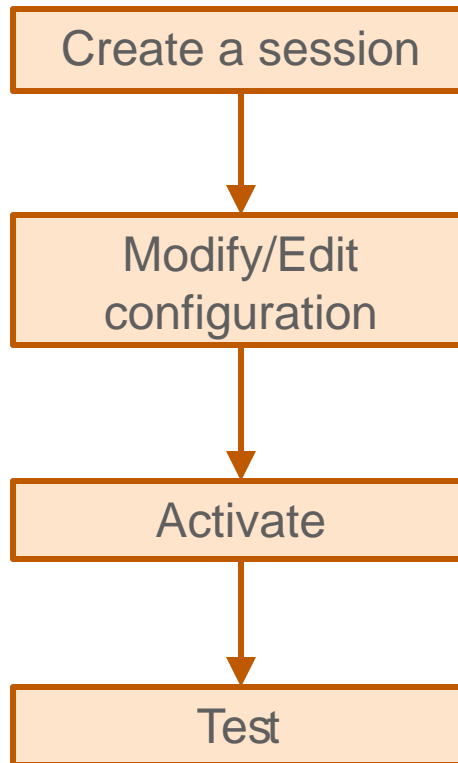 Create a session
Modify/Edit
configuration
Activate
Test